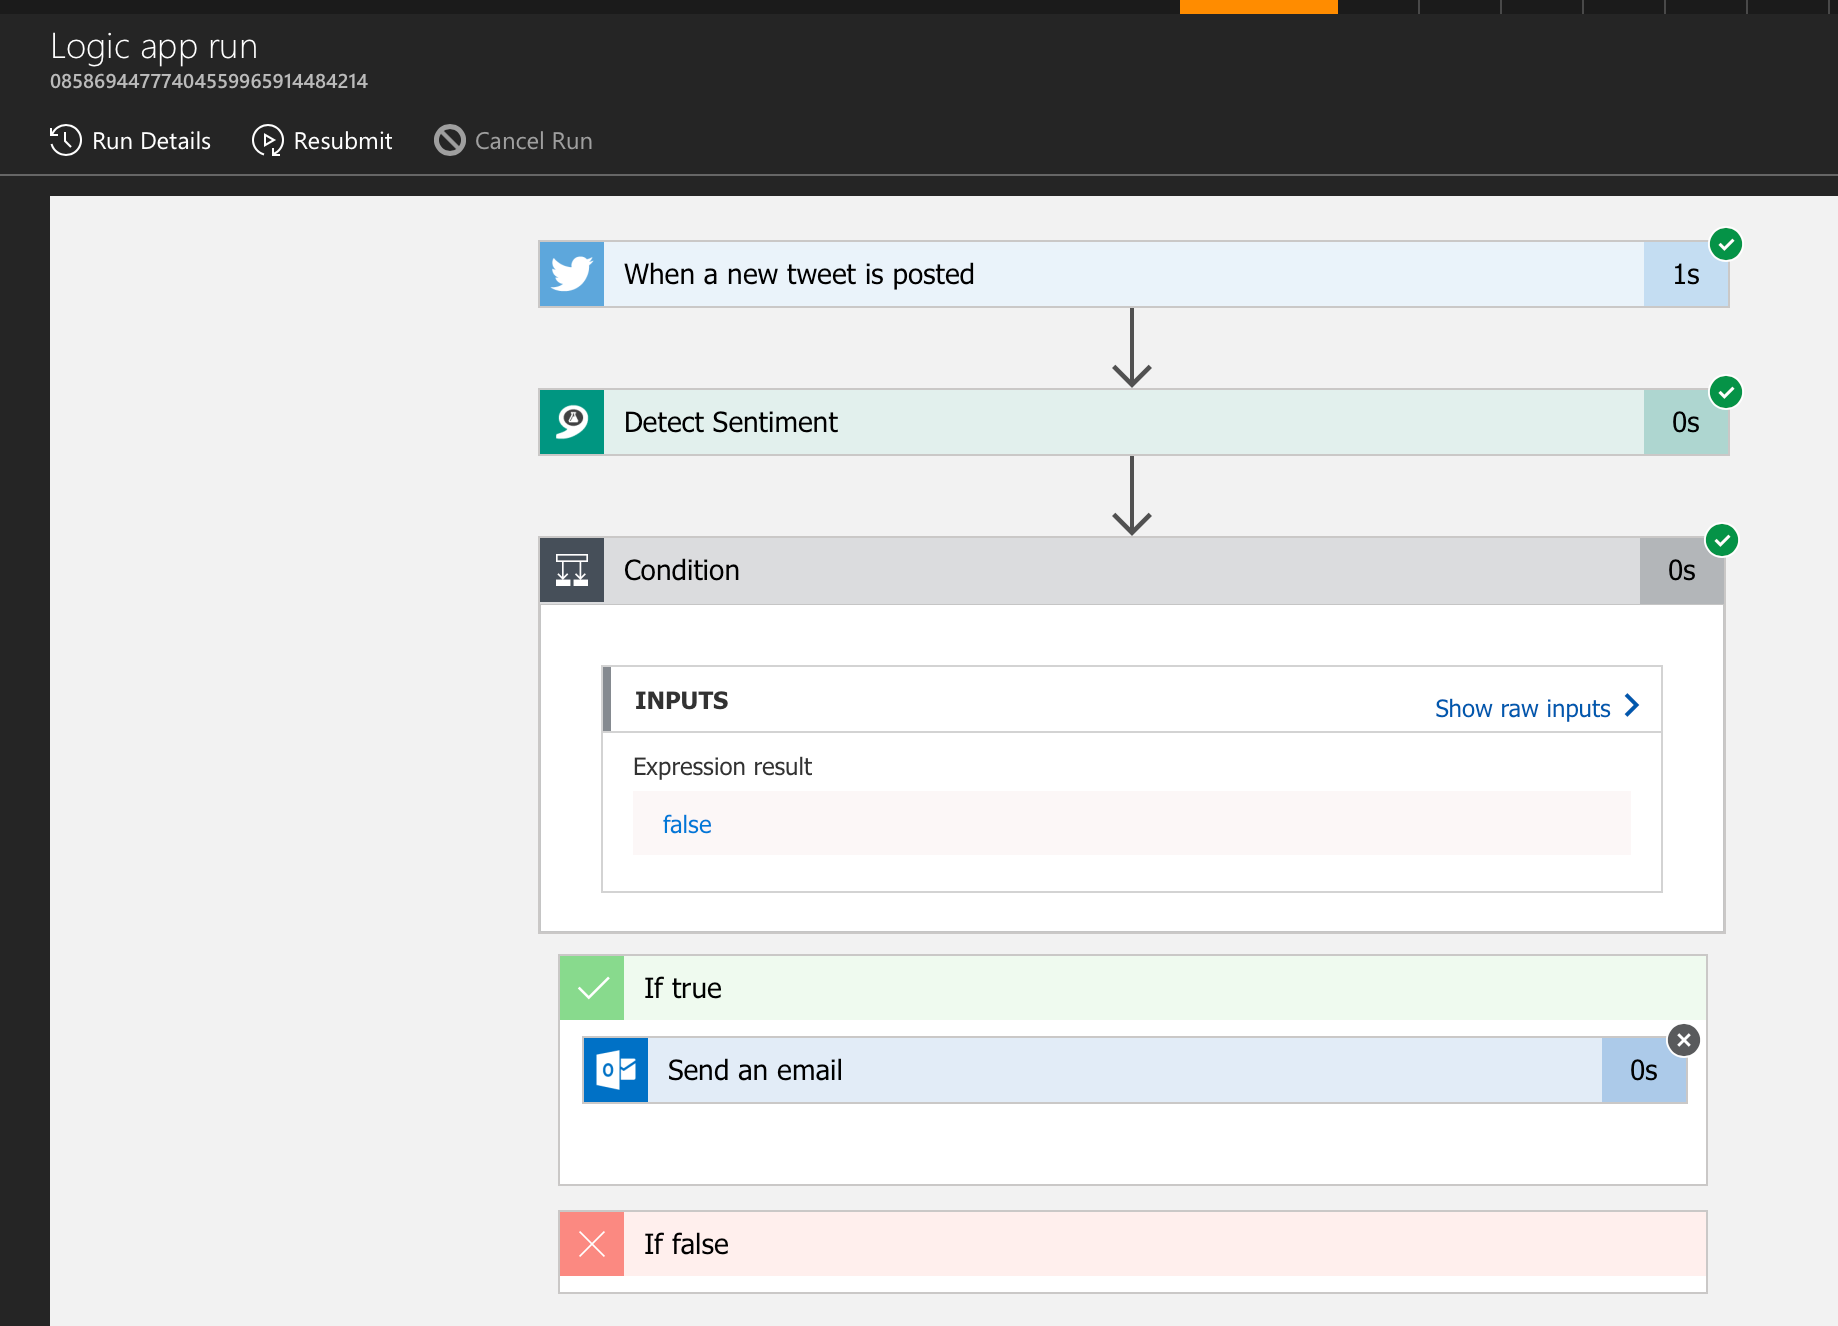 Logic app run
08586944777404559965914484214
Run Details Resubmit Cancel Run
When a new tweet is posted 1s
Detect Sentiment 0s
Condition 0s
INPUTS
Show raw inputs
Expression result
false
If true
Send an email 0s
If false